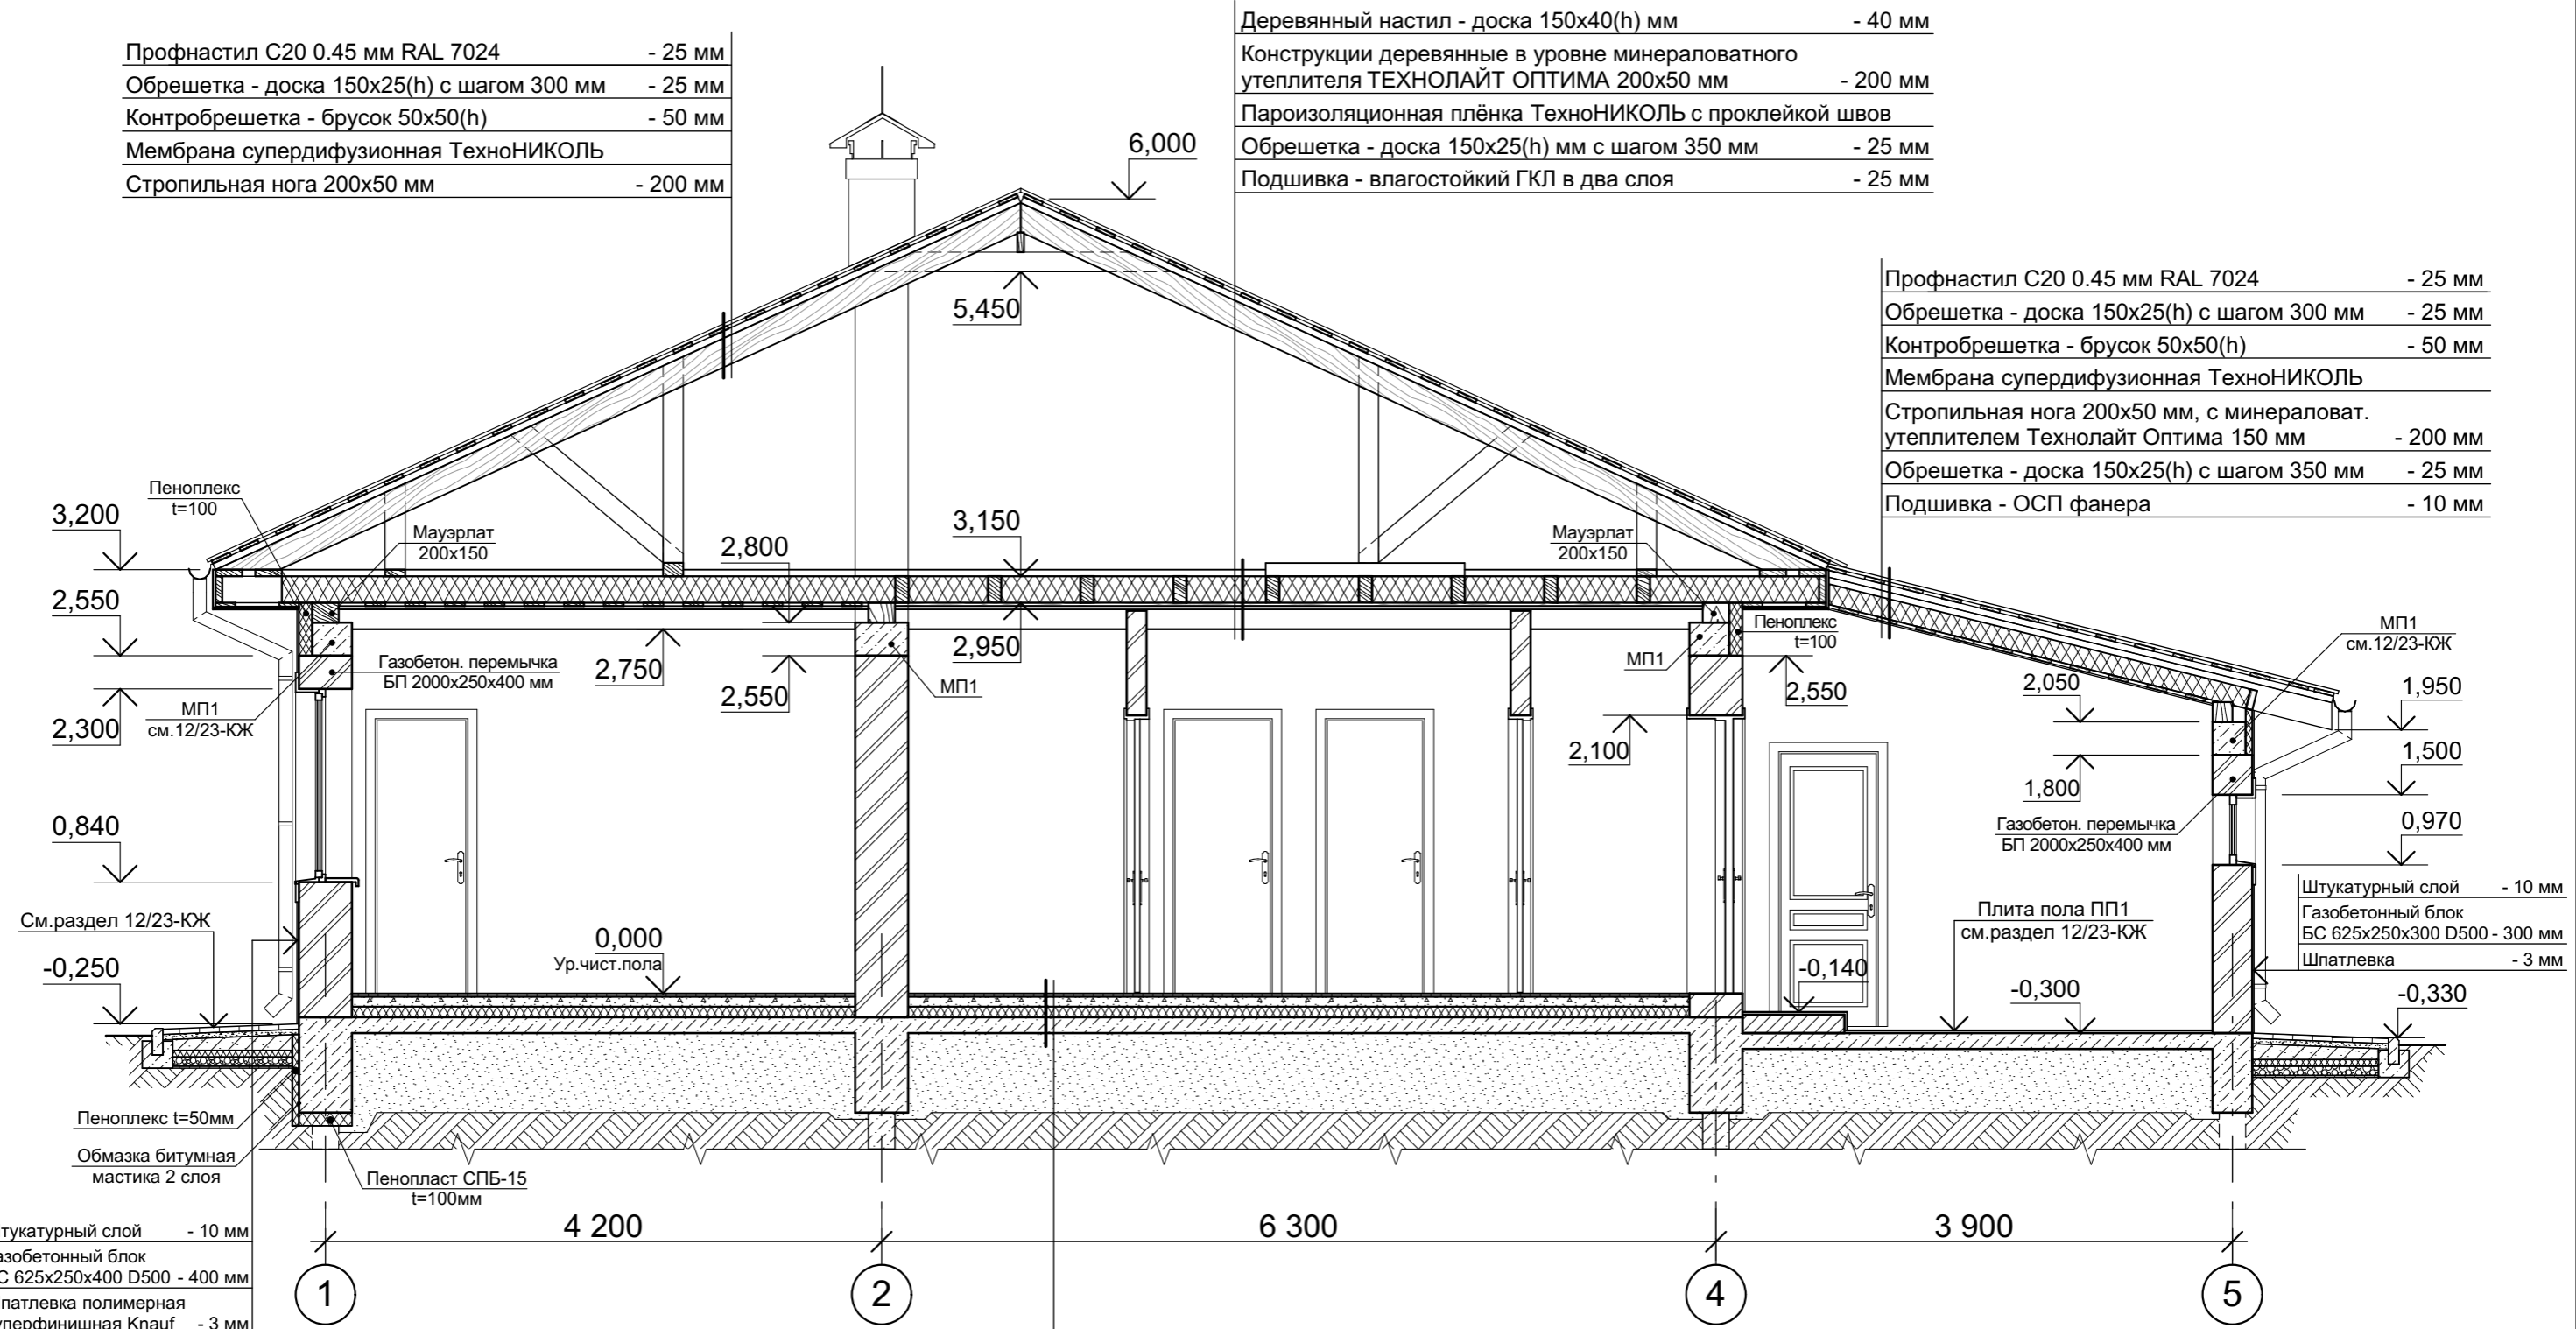 Деревянный настил - доска 150х40(h) мм - 40 мм
Конструкции деревянные в уровне минераловатного
утеплителя ТЕХНОЛАЙТ ОПТИМА 200х50 мм - 200 мм
Пароизоляционная плёнка ТехноНИКОЛЬ с проклейкой швов
Обрешетка - доска 150х25(h) мм с шагом 350 мм - 25 мм
Подшивка - влагостойкий ГКЛ в два слоя - 25 мм
Профнастил С20 0.45 мм RAL 7024 - 25 мм
Обрешетка - доска 150х25(h) с шагом 300 мм - 25 мм
Контробрешетка - брусок 50х50(h) - 50 мм
Мембрана супердифузионная ТехноНИКОЛЬ
Стропильная нога 200х50 мм - 200 мм
6,000
5,450
Профнастил С20 0.45 мм RAL 7024 - 25 мм
Обрешетка - доска 150х25(h) с шагом 300 мм - 25 мм
Контробрешетка - брусок 50х50(h) - 50 мм
Мембрана супердифузионная ТехноНИКОЛЬ
Стропильная нога 200х50 мм, с минераловат.
утеплителем Технолайт Оптима 150 мм - 200 мм
Обрешетка - доска 150х25(h) с шагом 350 мм - 25 мм
Подшивка - ОСП фанера - 10 мм
Пеноплекс
t=100
3,200
Мауэрлат
200х150
2,800
3,150
Мауэрлат
200х150
2,550
Газобетон. перемычка
БП 2000х250х400 мм
2,750
2,550
2,950
МП1
МП1
Пеноплекс
t=100
2,550
МП1
см.12/23-КЖ
2,300
МП1
см.12/23-КЖ
2,100
2,050
1,950
1,800
1,500
Газобетон. перемычка
БП 2000х250х400 мм
0,840
0,970
Штукатурный слой - 10 мм
Газобетонный блок
БС 625х250х300 D500 - 300 мм
Шпатлевка - 3 мм
См.раздел 12/23-КЖ
0,000
Ур.чист.пола
Плита пола ПП1
см.раздел 12/23-КЖ
-0,250
-0,140
-0,300
-0,330
Пеноплекс t=50мм
Обмазка битумная
мастика 2 слоя
Пенопласт СПБ-15
t=100мм
тукатурный слой - 10 мм
азобетонный блок
С 625х250х400 D500 - 400 мм
патлевка полимерная
уперфинишная Knauf - 3 мм
4 200
6 300
3 900
1
2
4
5